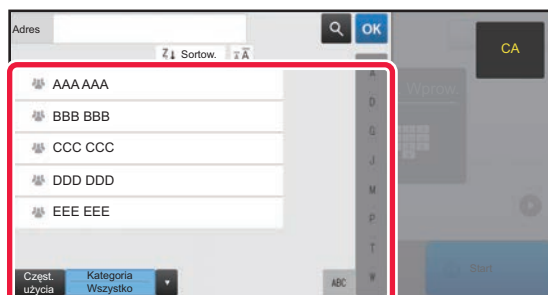 Adres
OK
CA
Sortow.
A
AAA AAA
BBB BBB
CCC CCC
DDD DDD
EEE EEE
A
D
G
J
M
P
T
W
Wprow.
Częst.
użycia
Kategoria
Wszystko
ABC
Start